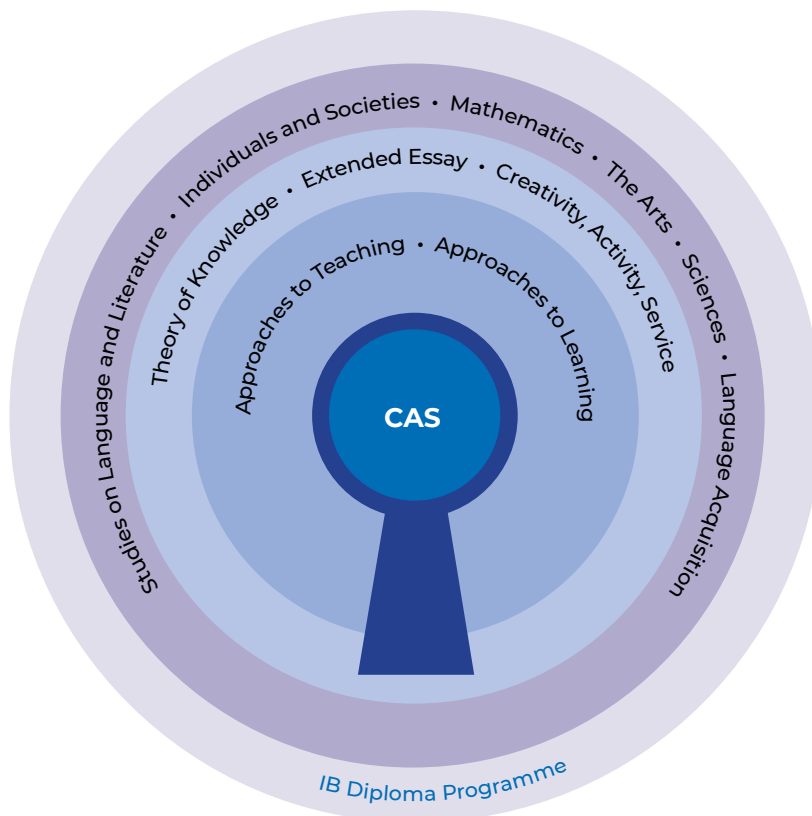 Studies on Language and Literature • Individuals and Societies • Mathematics • The Arts • Sciences • Language Acquisition
Theory of Knowledge • Extended Essay • Creativity, Activity, Service
Approaches to Teaching • Approaches to Learning
CAS
IB Diploma Programme